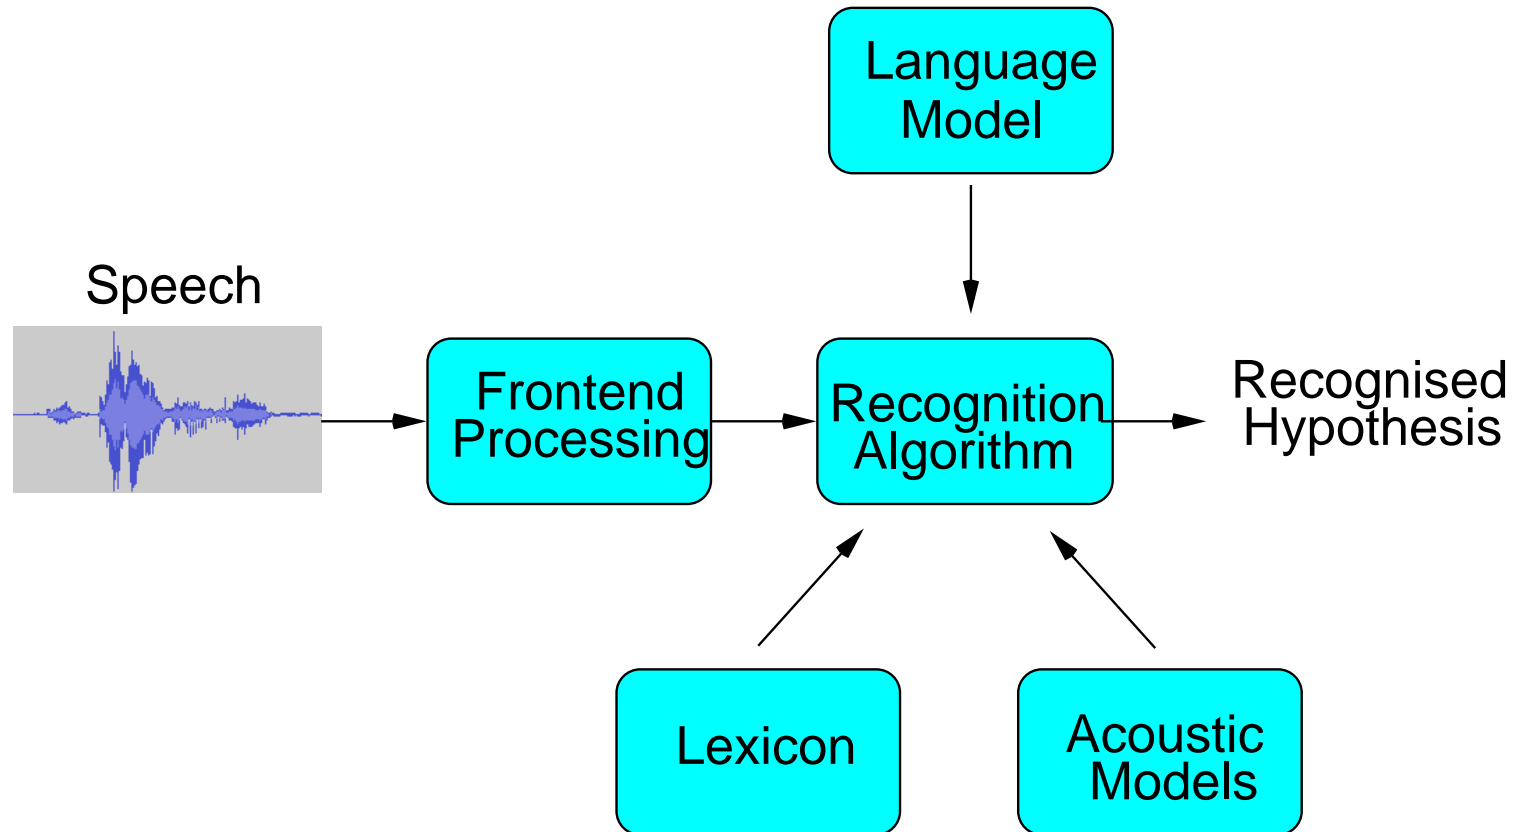 Language
Model
Speech
Frontend
Processing
Recognition
Algorithm
Recognised
Hypothesis
Lexicon
Acoustic
Models